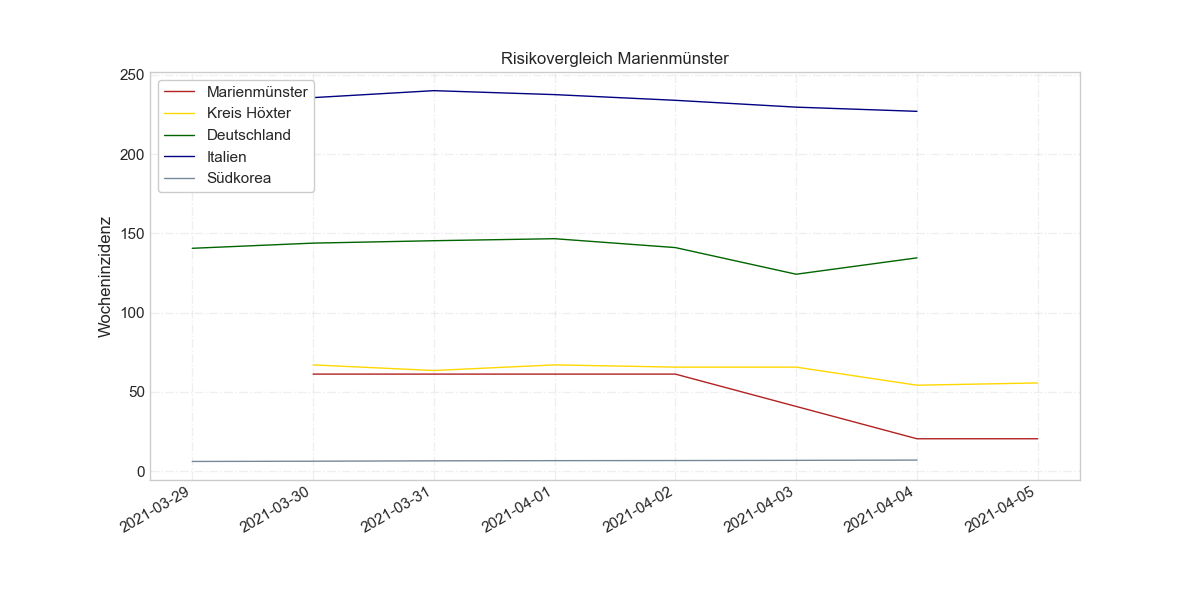 Risikovergleich Marienmünster
Marienmünster
Kreis Höxter
Deutschland
Italien
Südkorea
Wocheninzidenz
250
200
150
100
50
0
2021-03-29
2021-03-30
2021-03-31
2021-04-01
2021-04-02
2021-04-03
2021-04-04
2021-04-05